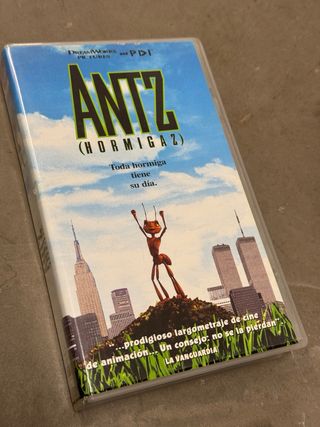 DREAMWORKS PICTURES AND PDI
ANTZ
(HORMIGAZ)
Toda hormiga
tiene
su día.
...prodigioso largometraje de cine
de animación... Un consejo: no se la pierdan"
LA VANGUARDIA